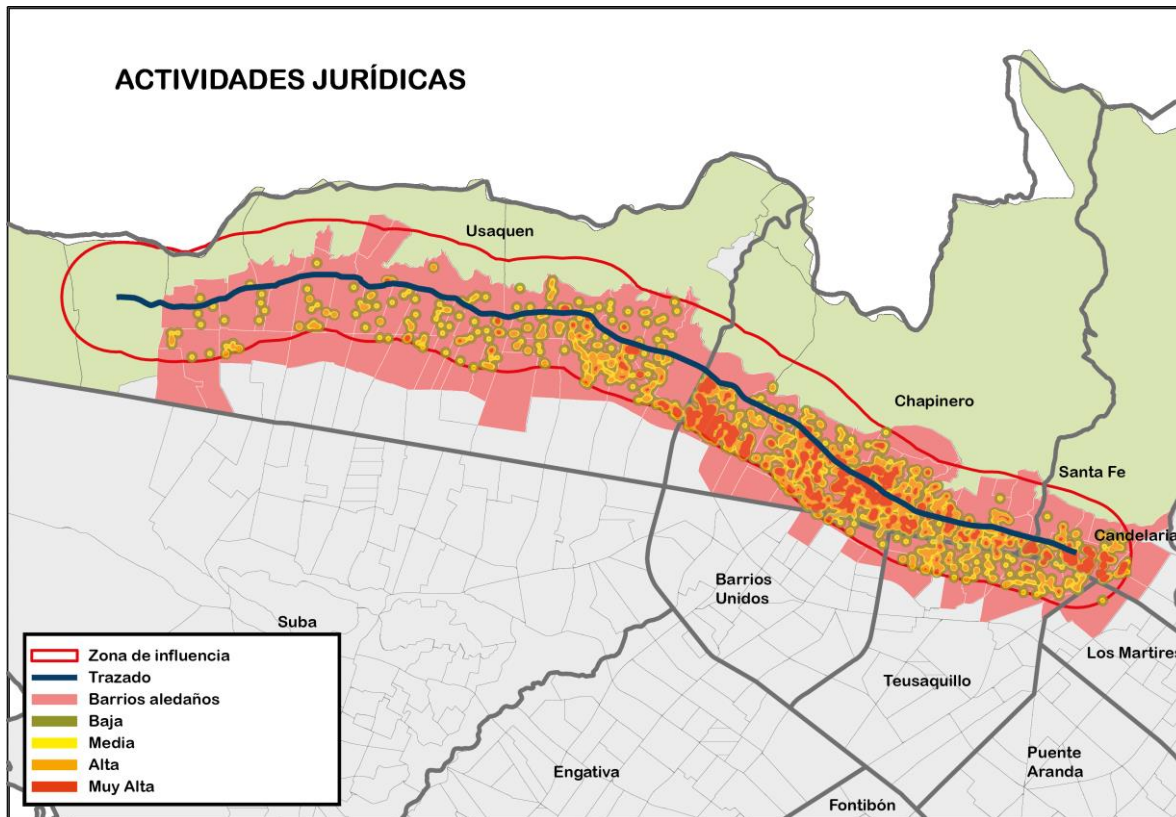 ACTIVIDADES JURÍDICAS
Usaquen
Chapinero
Santa Fe
Candelaria
Barrios
Unidos
Suba
Los Martires
Teusaquillo
Puente
Aranda
Engativa
Fontibón
Zona de influencia
Trazado
Barrios aledaños
Baja
Media
Alta
Muy Alta